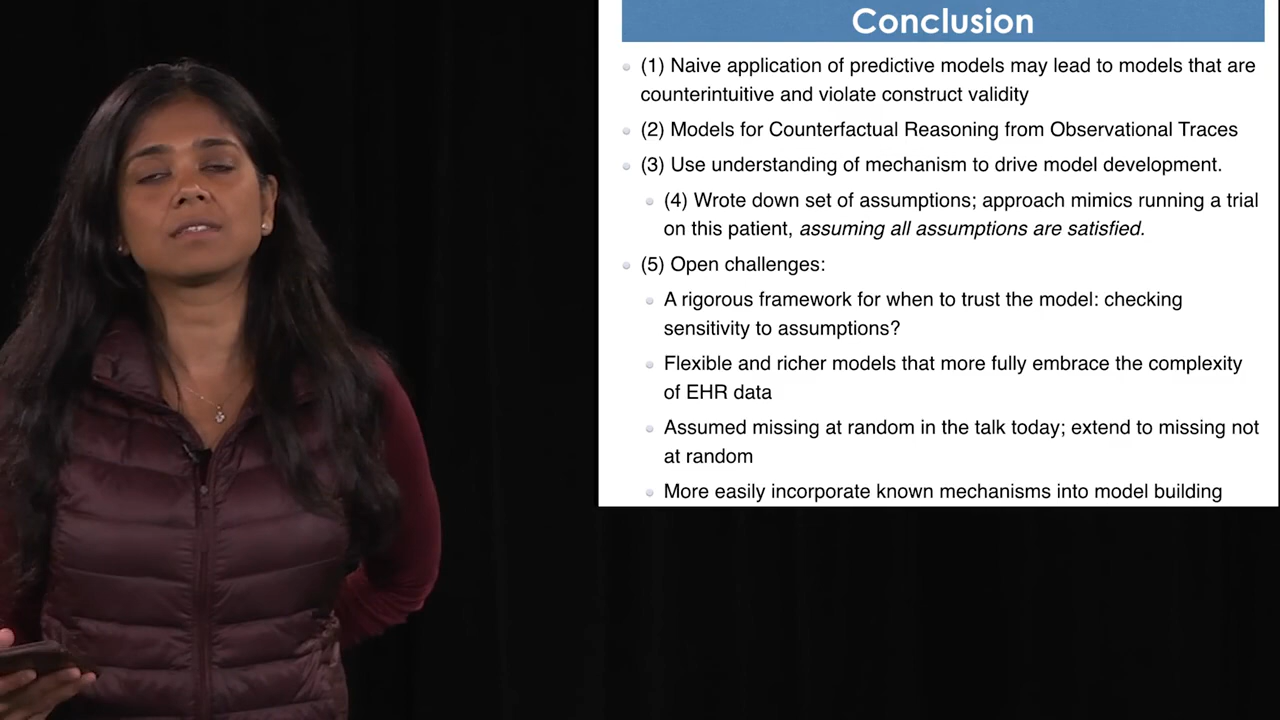 Conclusion
(1) Naive application of predictive models may lead to models that are
counterintuitive and violate construct validity
(2) Models for Counterfactual Reasoning from Observational Traces
(3) Use understanding of mechanism to drive model development.
(4) Wrote down set of assumptions; approach mimics running a trial
on this patient, assuming all assumptions are satisfied.
(5) Open challenges:
A rigorous framework for when to trust the model: checking
sensitivity to assumptions?
Flexible and richer models that more fully embrace the complexity
of EHR data
Assumed missing at random in the talk today; extend to missing not
at random
More easily incorporate known mechanisms into model building